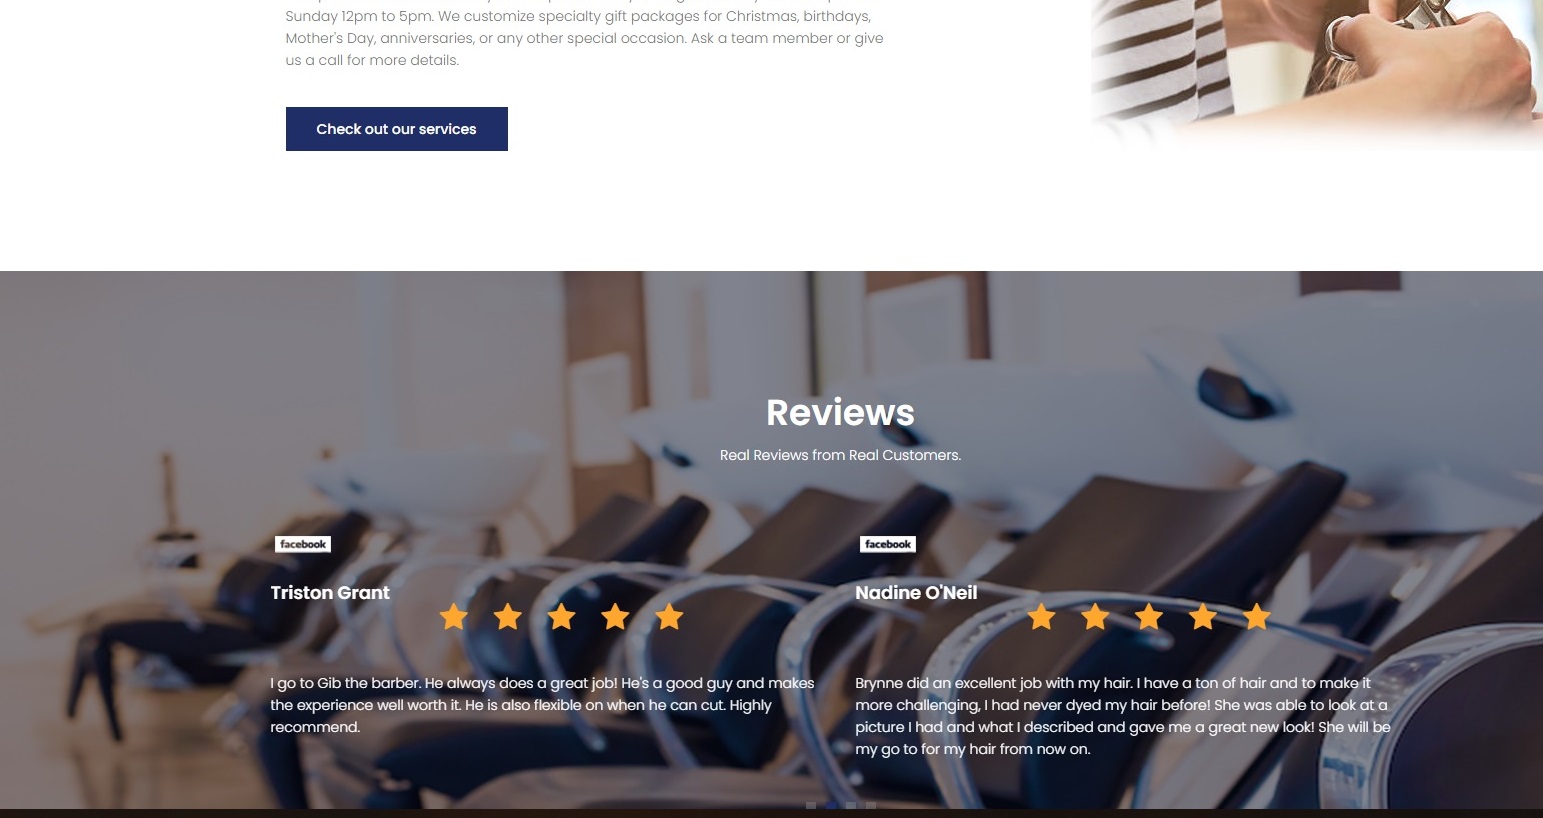 Sunday 12pm to 5pm. We customize specialty gift packages for Christmas, birthdays,
Mother's Day, anniversaries, or any other special occasion. Ask a team member or give
us a call for more details.
Check out our services
Reviews
Real Reviews from Real Customers.
facebook
Triston Grant
I go to Gib the barber. He always does a great job! He's a good guy and makes
the experience well worth it. He is also flexible on when he can cut. Highly
recommend.
facebook
Nadine O'Neil
Brynne did an excellent job with my hair. I have a ton of hair and to make it
more challenging, I had never dyed my hair before! She was able to look at a
picture I had and what I described and gave me a great new look! She will be
my go to for my hair from now on.